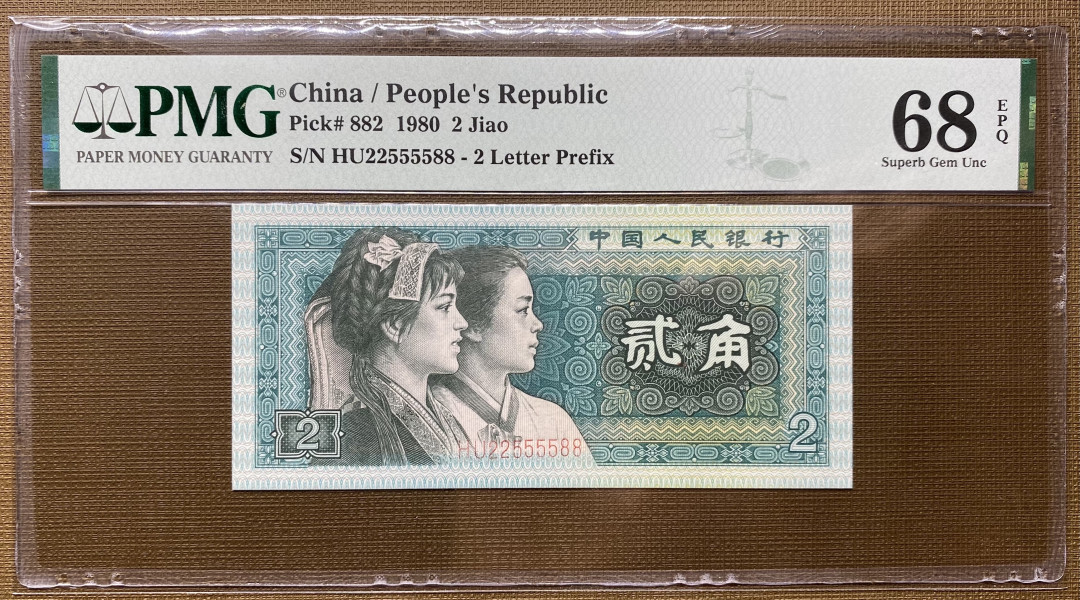 PMG®
PAPER MONEY GUARANTY
China / People's Republic
Pick# 882 1980 2 Jiao
S/N HU22555588 - 2 Letter Prefix
68
EPQ
Superb Gem Unc
中国人民银行
贰角
2
HU22555588
2